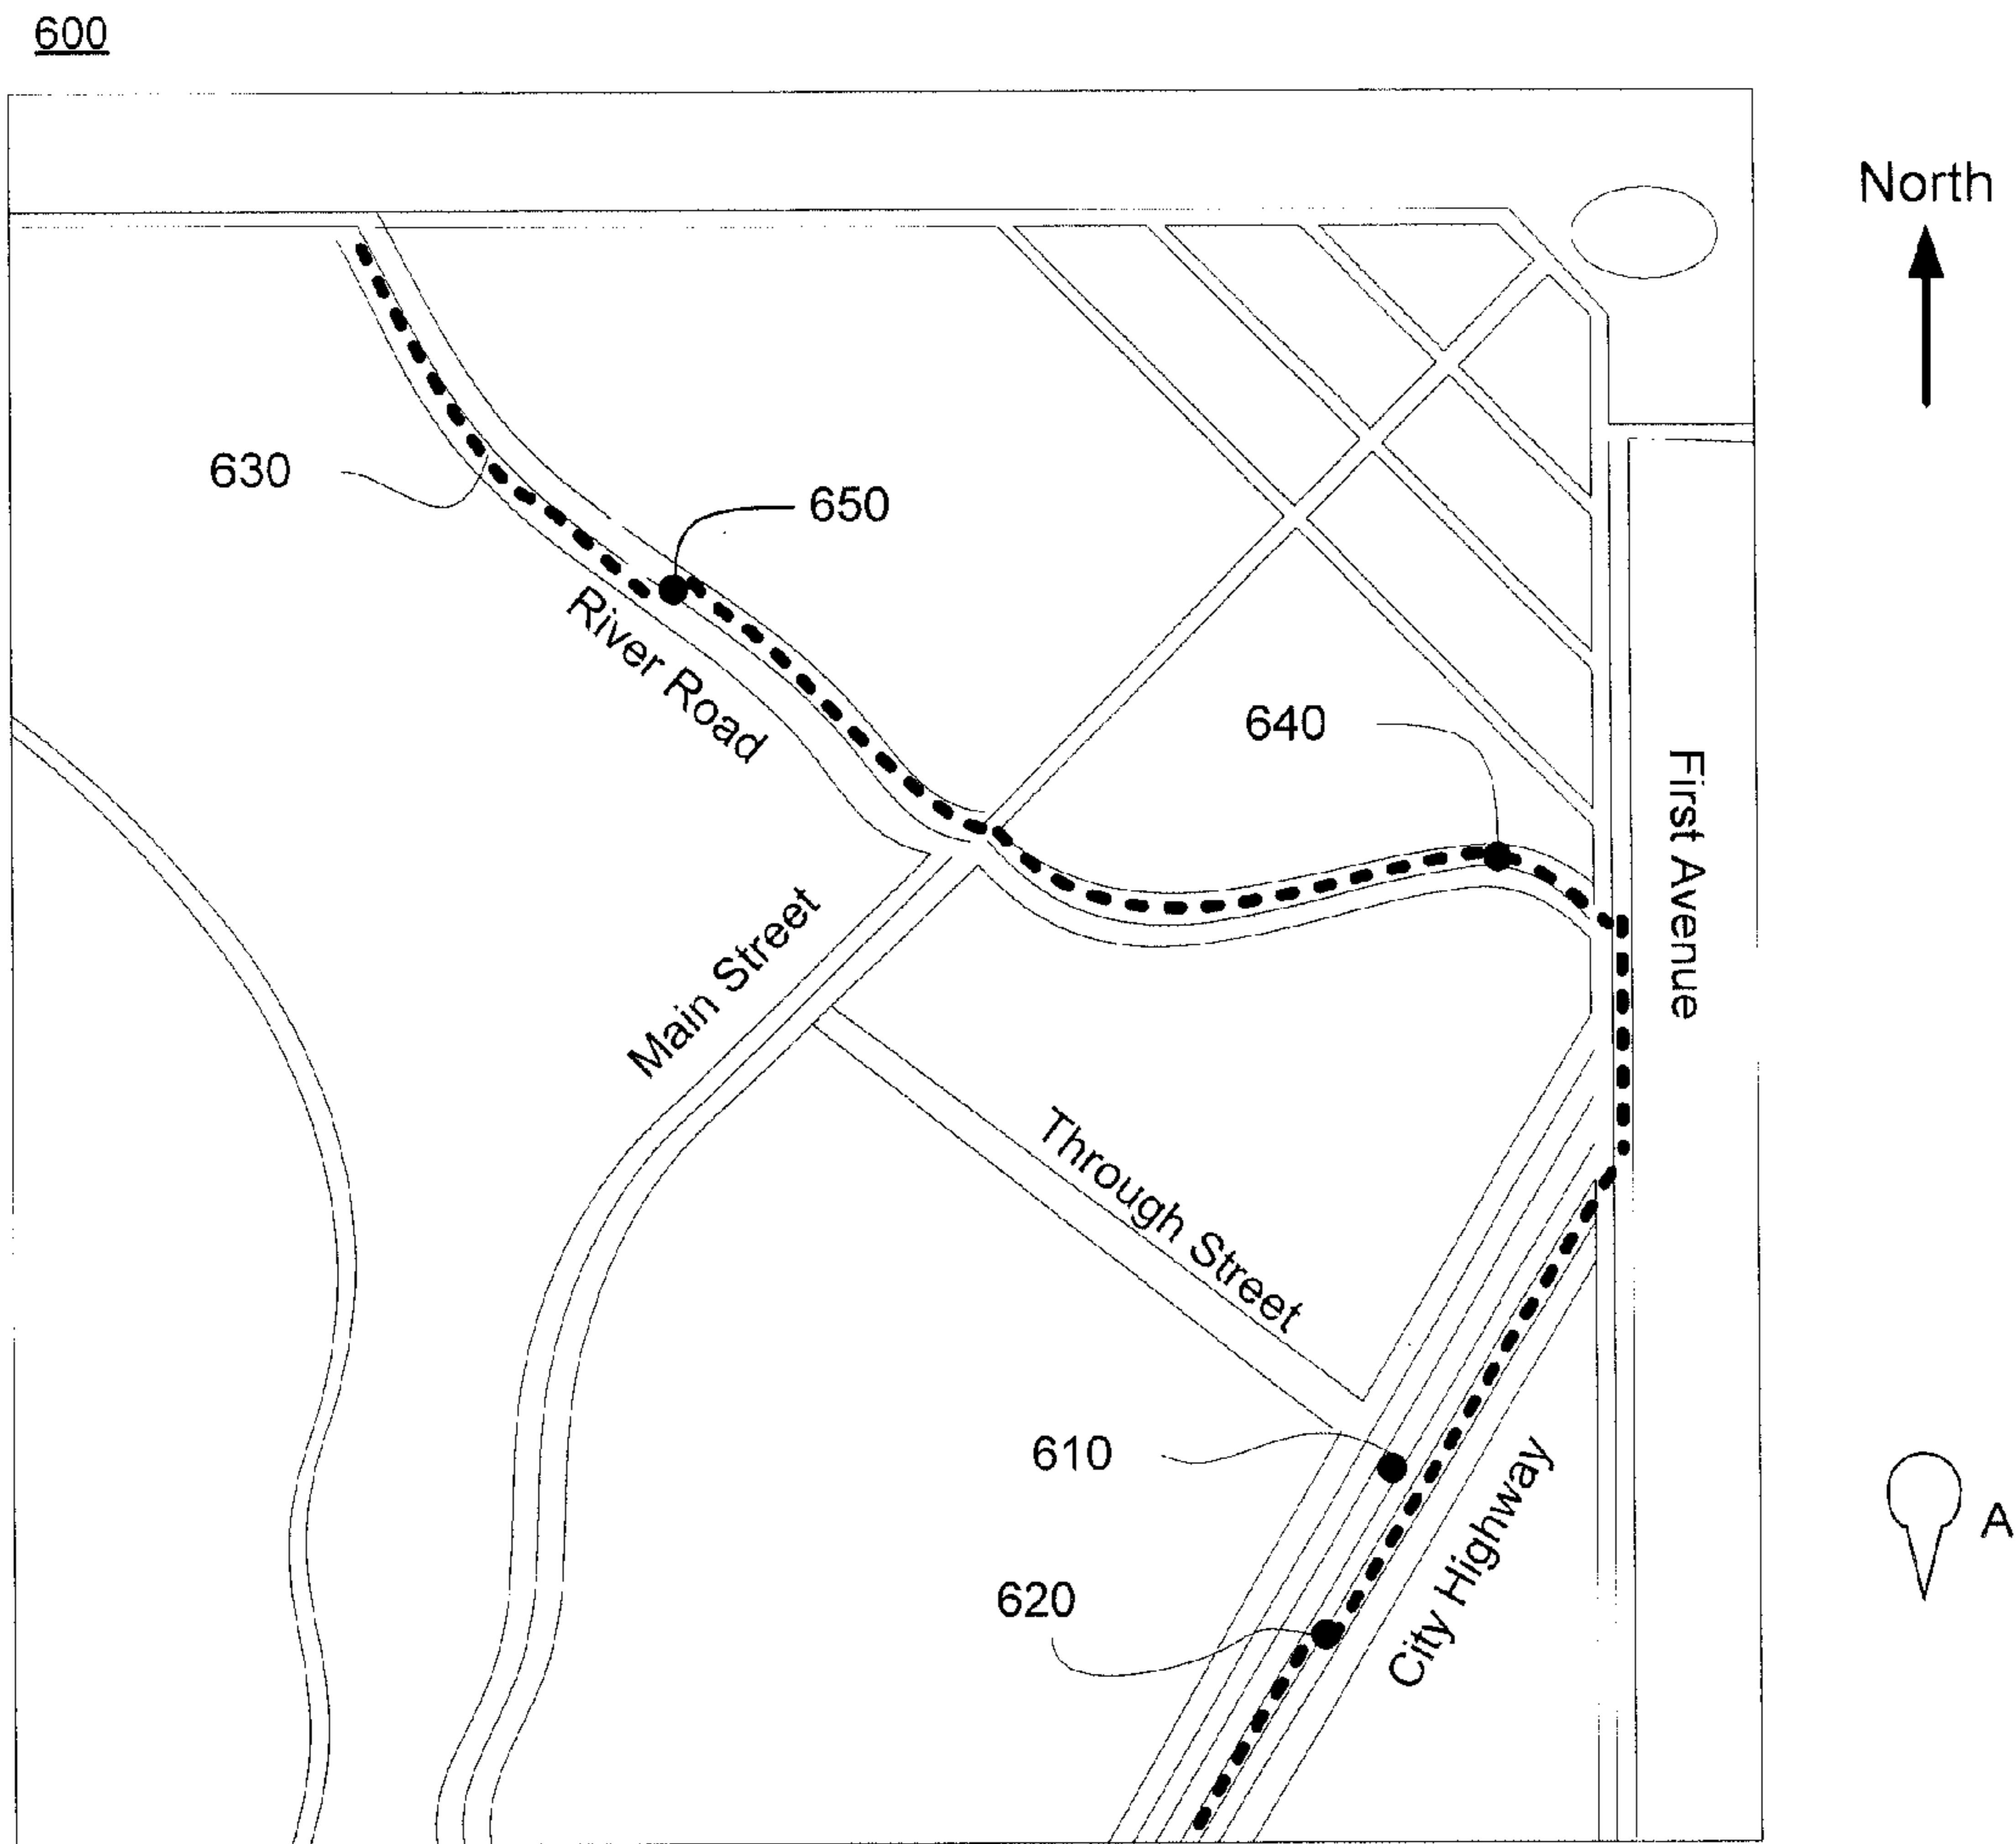 600
North
630
650
River Road
640
First Avenue
Main Street
Through Street
610
A
620
City Highway